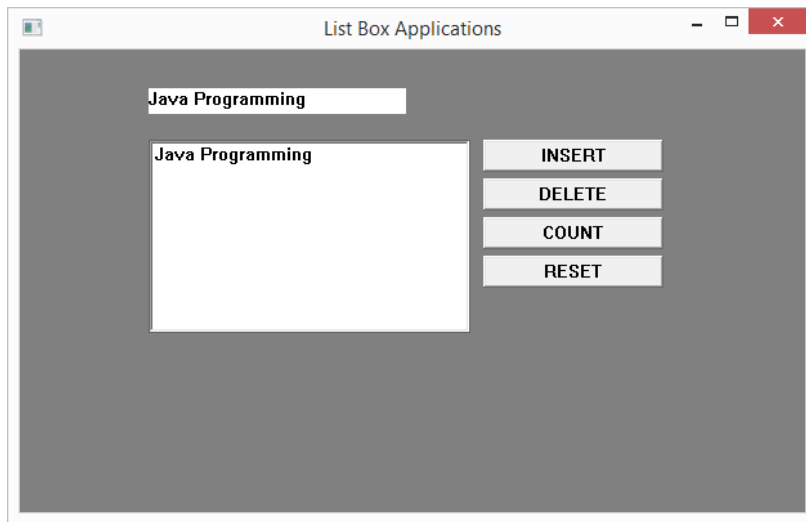 List Box Applications
Java Programming
Java Programming
INSERT
DELETE
COUNT
RESET